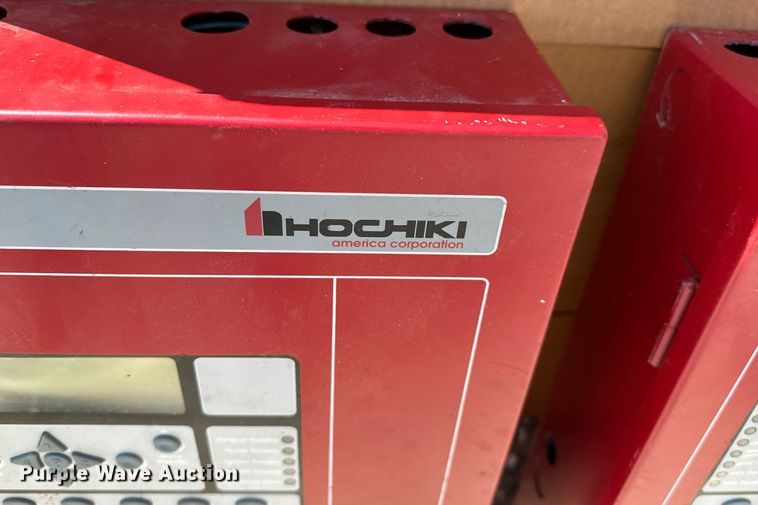 HOCHIKI
america corporation
Purple Wave Auction